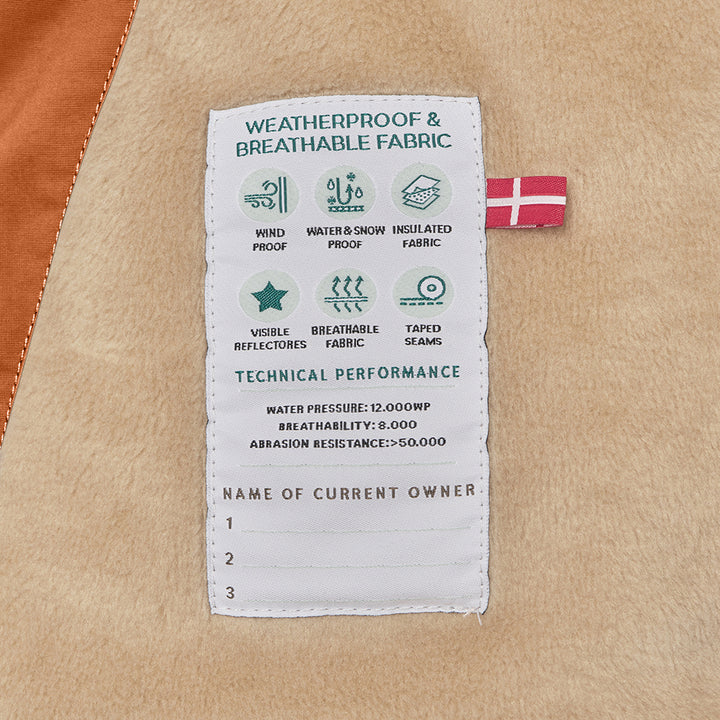 WEATHERPROOF &
BREATHABLE FABRIC
WIND
PROOF
WATER & SNOW
PROOF
INSULATED
FABRIC
VISIBLE
REFLECTORES
BREATHABLE
FABRIC
TAPED
SEAMS
TECHNICAL PERFORMANCE
WATER PRESSURE: 12.000WP
BREATHABILITY: 8.000
ABRASION RESISTANCE:>50.000
NAME OF CURRENT OWNER
1
2
3